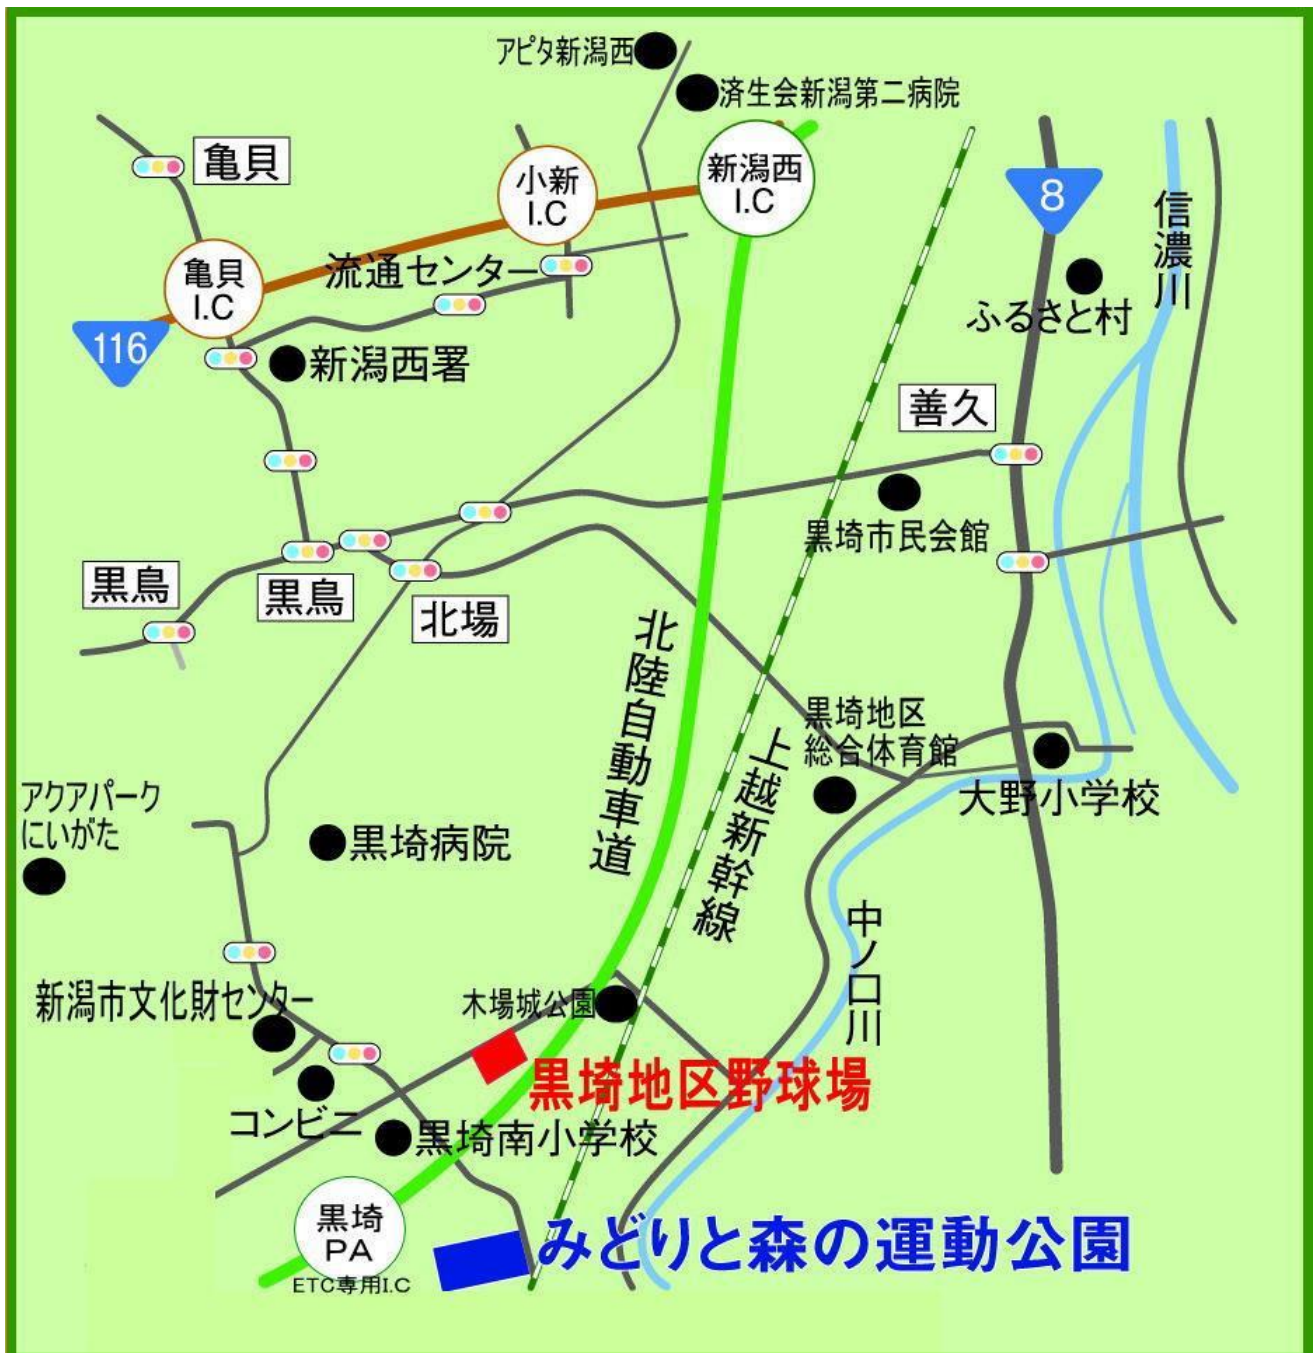 アピタ新潟西
済生会新潟第二病院
亀貝
小新
I.C
新潟西
I.C
8
信濃川
亀貝
I.C
流通センター
ふるさと村
116
新潟西署
善久
黒埼市民会館
黒鳥
黒鳥
北場
北陸自動車道
黒埼地区
総合体育館
上越新幹線
大野小学校
アクアパーク
にいがた
黒埼病院
中ノ口川
新潟市文化財センター
木場城公園
黒埼地区野球場
コンビニ
黒埼南小学校
黒埼
PA
ETC専用I.C
みどりと森の運動公園